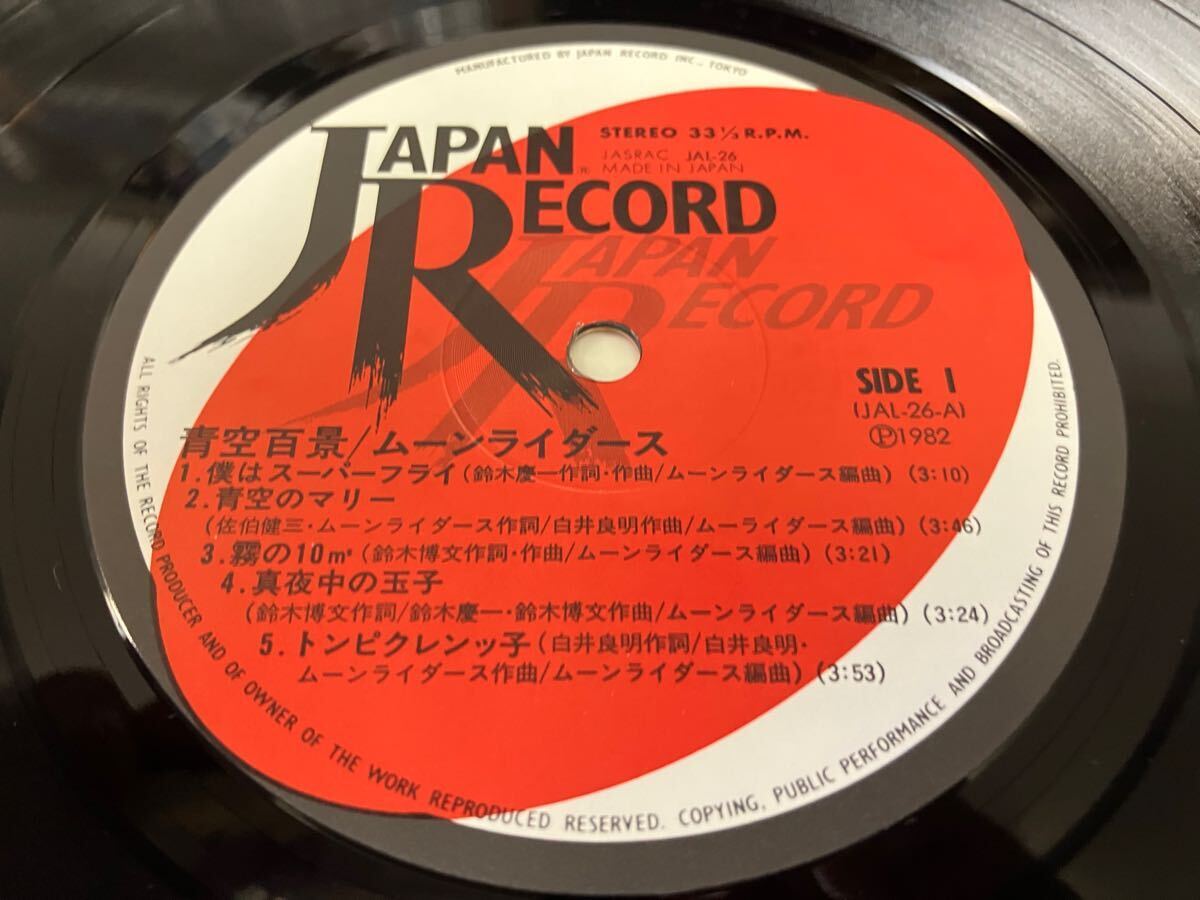 MANUFACTURED BY JAPAN RECORD INC., TOKYO
JAPAN
RECORD
®
STEREO 33 1/3 R.P.M.
JASRAC JAL-26
MADE IN JAPAN
JAPAN
RECORD
SIDE 1
(JAL-26-A)
Ⓟ1982
青空百景/ムーンライダース
1. 僕はスーパーフライ(鈴木慶一作詞・作曲/ムーンライダース編曲) (3:10)
2. 青空のマリー
(佐伯健三・ムーンライダース作詞/白井良明作曲/ムーライダース編曲) (3:46)
3. 霧の10㎡(鈴木博文作詞・作曲/ムーンライダース編曲) (3:21)
4. 真夜中の玉子
(鈴木博文作詞/鈴木慶一・鈴木博文作曲/ムーンライダース編曲) (3:24)
5. トンピクレンッ子(白井良明作詞/白井良明・
ムーンライダース作曲/ムーンライダース編曲) (3:53)
ALL RIGHTS OF THE RECORD PRODUCER AND OF OWNER OF THE WORK REPRODUCED RESERVED. COPYING, PUBLIC PERFORMANCE AND BROADCASTING OF THIS RECORD PROHIBITED.